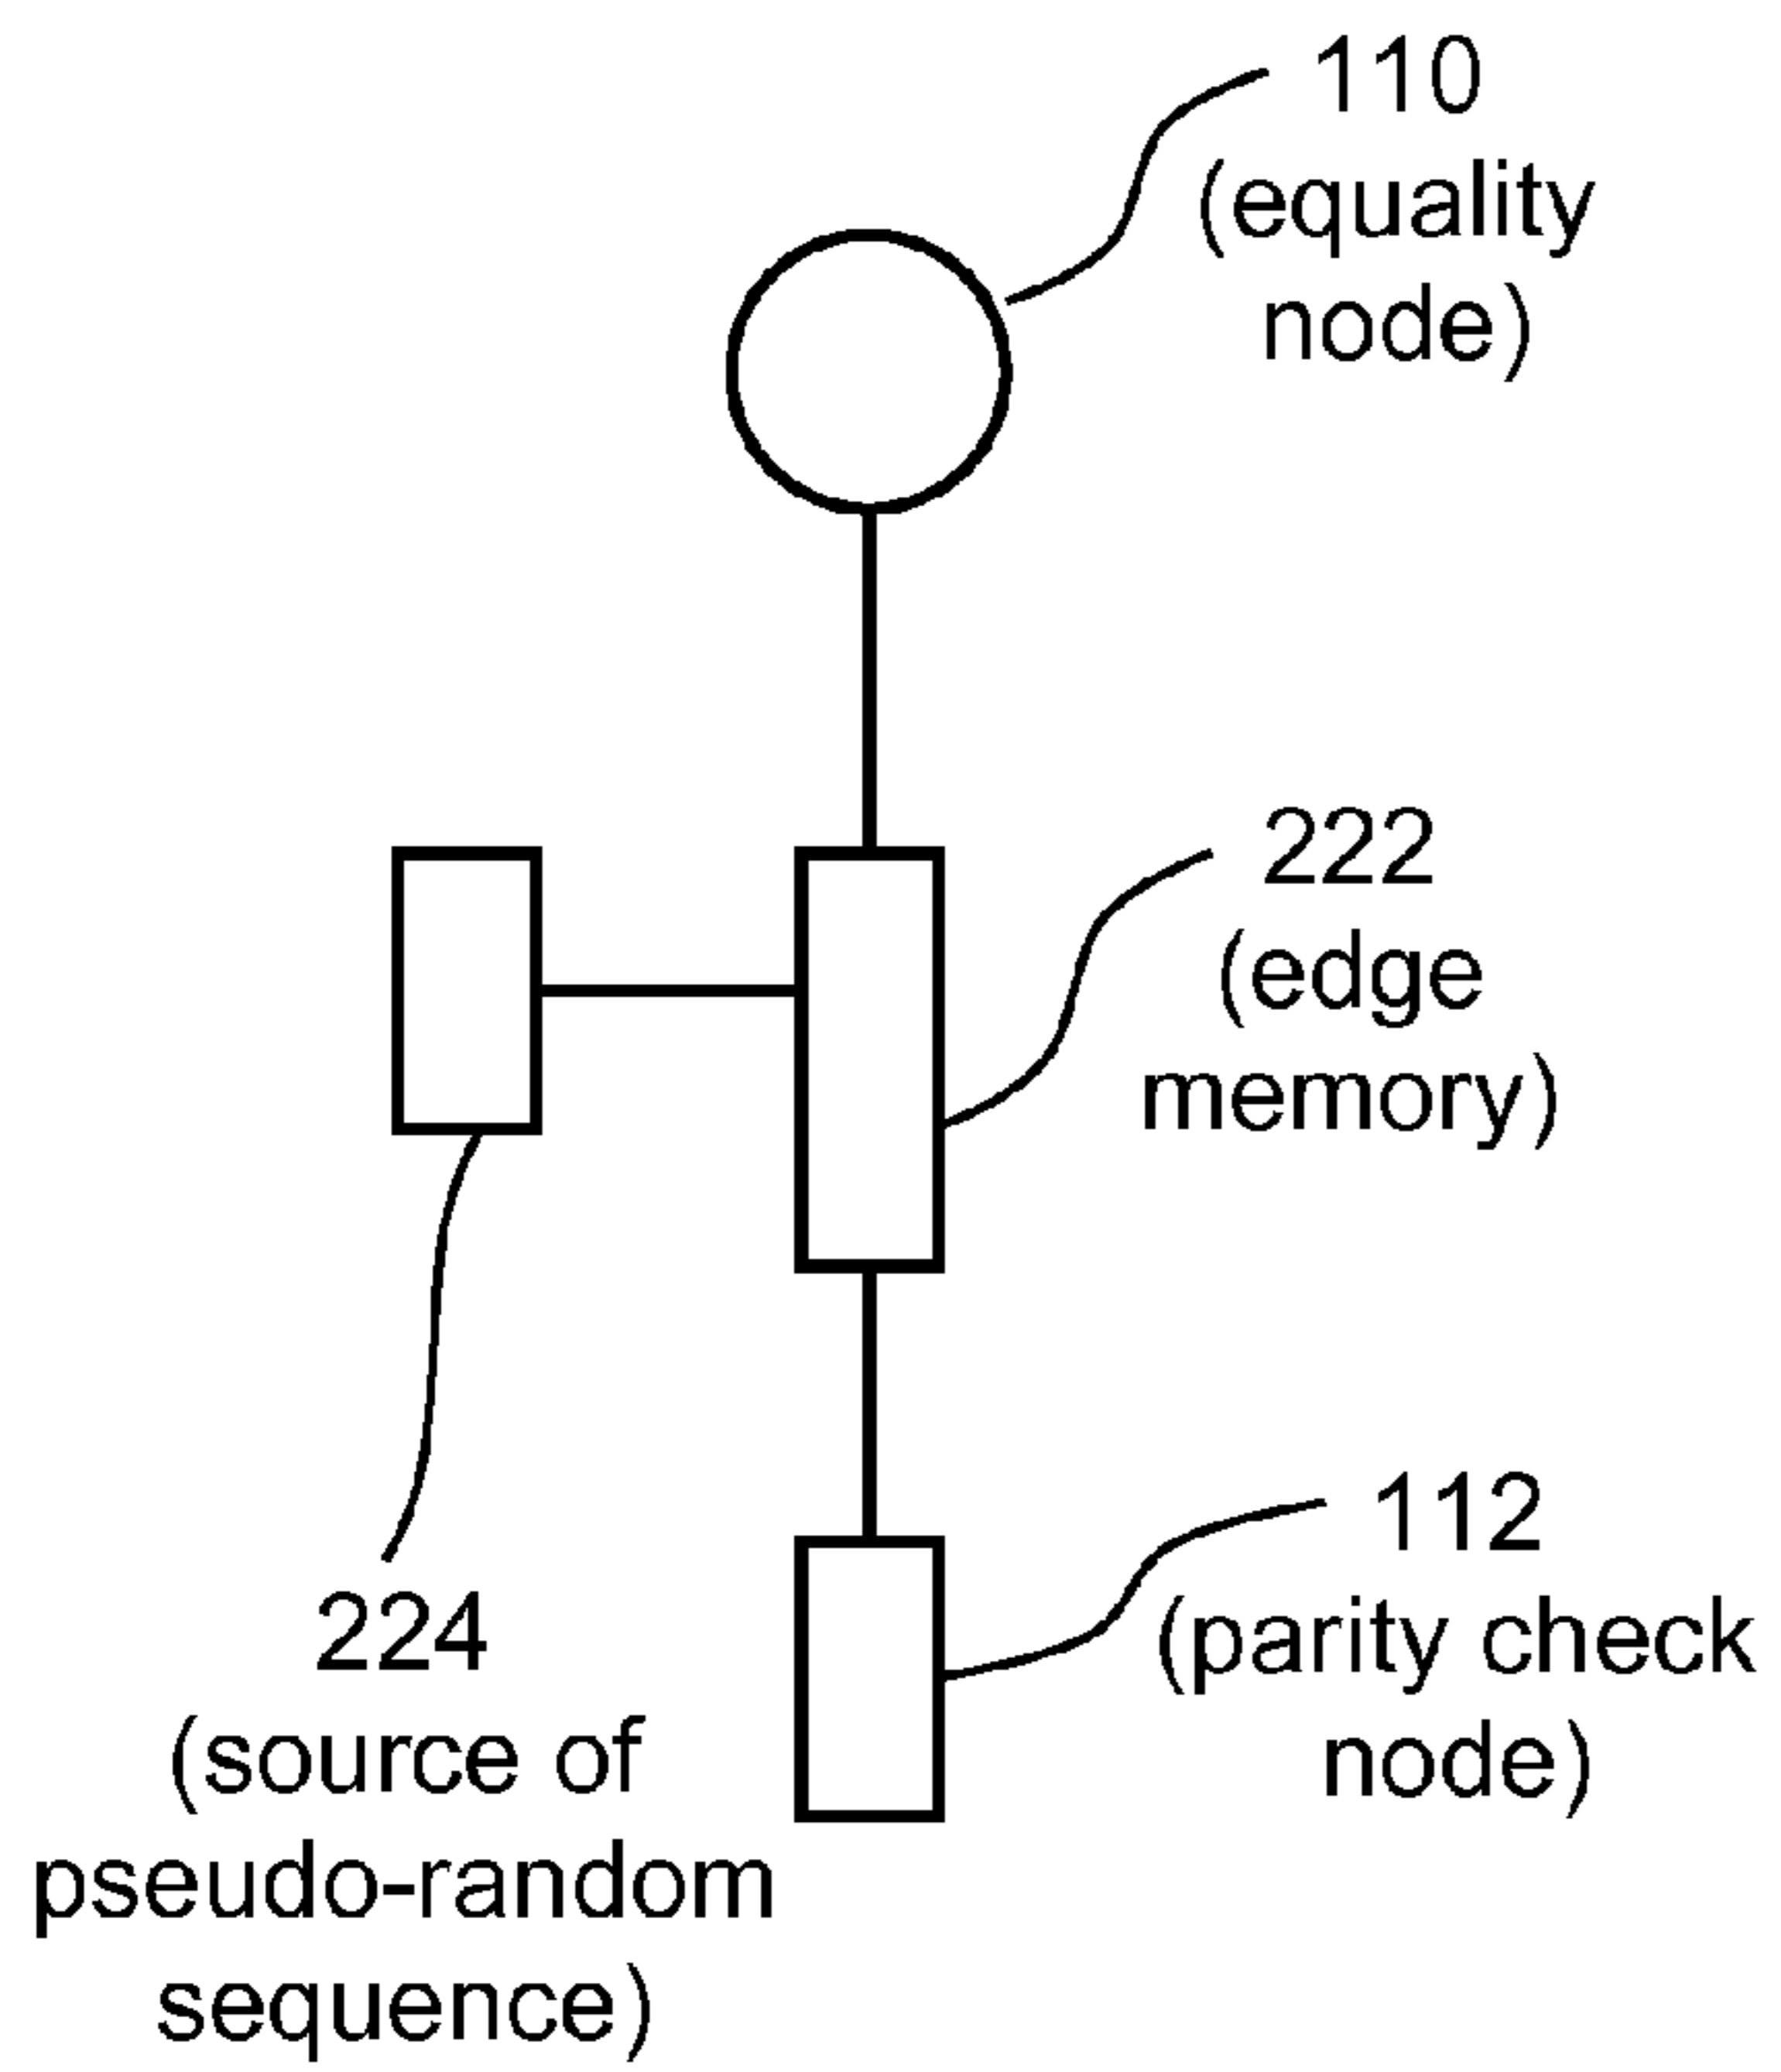 110
(equality
node)
222
(edge
memory)
112
(parity check
node)
224
(source of
pseudo-random
sequence)